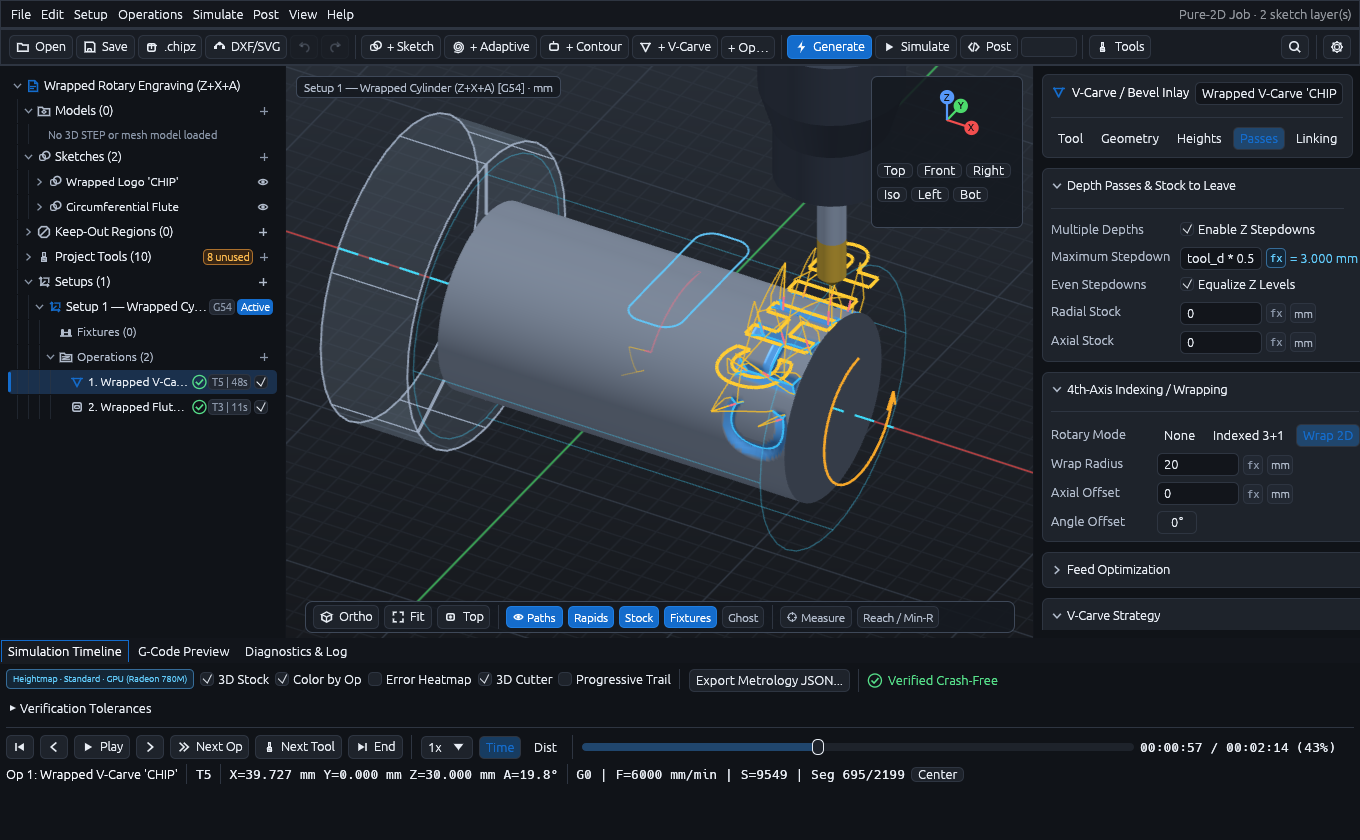 File Edit Setup Operations Simulate Post View Help
Pure-2D Job · 2 sketch layer(s)
Open Save .chipz DXF/SVG + Sketch + Adaptive + Contour + V-Carve + Op... Generate Simulate Post Tools
Wrapped Rotary Engraving (Z+X+A)
Models (0)
No 3D STEP or mesh model loaded
Sketches (2)
Wrapped Logo 'CHIP'
Circumferential Flute
Keep-Out Regions (0)
Project Tools (10) 8 unused
Setups (1)
Setup 1 — Wrapped Cy... G54 Active
Fixtures (0)
Operations (2)
1. Wrapped V-Ca... T5 | 48s
2. Wrapped Flut... T3 | 11s
Setup 1 — Wrapped Cylinder (Z+X+A) [G54] · mm
Z Y X
Top Front Right
Iso Left Bot
Ortho Fit Top Paths Rapids Stock Fixtures Ghost Measure Reach / Min-R
V-Carve / Bevel Inlay Wrapped V-Carve 'CHIP
Tool Geometry Heights Passes Linking
Depth Passes & Stock to Leave
Multiple Depths Enable Z Stepdowns
Maximum Stepdown tool_d * 0.5 fx = 3.000 mm
Even Stepdowns Equalize Z Levels
Radial Stock 0 fx mm
Axial Stock 0 fx mm
4th-Axis Indexing / Wrapping
Rotary Mode None Indexed 3+1 Wrap 2D
Wrap Radius 20 fx mm
Axial Offset 0 fx mm
Angle Offset 0°
Feed Optimization
V-Carve Strategy
Simulation Timeline G-Code Preview Diagnostics & Log
Heightmap · Standard · GPU (Radeon 780M) 3D Stock Color by Op Error Heatmap 3D Cutter Progressive Trail Export Metrology JSON... Verified Crash-Free
Verification Tolerances
Play Next Op Next Tool End 1x Time Dist 00:00:57 / 00:02:14 (43%)
Op 1: Wrapped V-Carve 'CHIP' T5 X=39.727 mm Y=0.000 mm Z=30.000 mm A=19.8° G0 | F=6000 mm/min | S=9549 | Seg 695/2199 Center